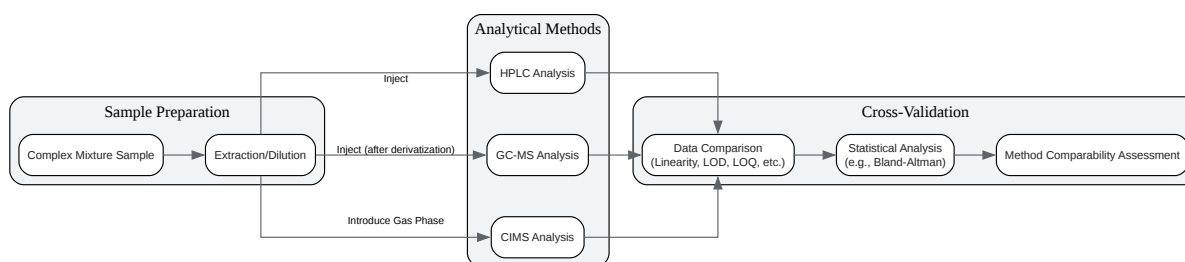 Analytical Methods
HPLC Analysis
Inject
Sample Preparation
Cross-Validation
Complex Mixture Sample
Extraction/Dilution
Inject (after derivatization)
GC-MS Analysis
Data Comparison
(Linearity, LOD, LOQ, etc.)
Statistical Analysis
(e.g., Bland-Altman)
Method Comparability Assessment
Introduce Gas Phase
CIMS Analysis